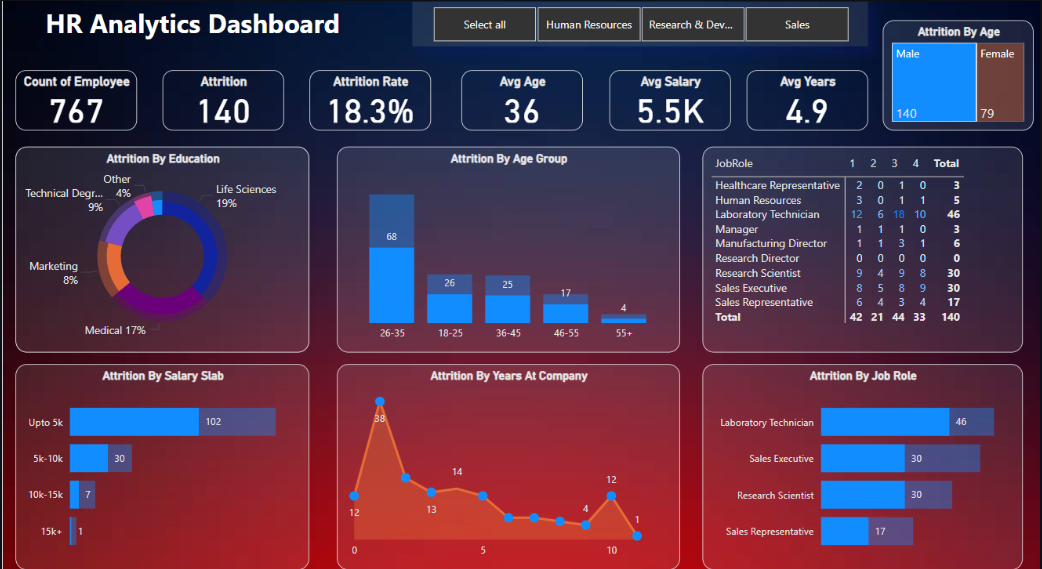 HR Analytics Dashboard
Select all
Human Resources
Research & Dev...
Sales
Count of Employee
767
Attrition
140
Attrition Rate
18.3%
Avg Age
36
Avg Salary
5.5K
Avg Years
4.9
Attrition By Age
Male
Female
140
79
Attrition By Education
Other
4%
Technical Degr...
9%
Life Sciences
19%
Marketing
8%
Medical 17%
Attrition By Age Group
68
26
25
17
4
26-35 18-25 36-45 46-55 55+
JobRole 1 2 3 4 Total
Healthcare Representative 2 0 1 0 3
Human Resources 3 0 1 1 5
Laboratory Technician 12 6 18 10 46
Manager 1 1 1 0 3
Manufacturing Director 1 1 3 1 6
Research Director 0 0 0 0 0
Research Scientist 9 4 9 8 30
Sales Executive 8 5 8 9 30
Sales Representative 6 4 3 4 17
Total 42 21 44 33 140
Attrition By Salary Slab
Upto 5k 102
5k-10k 30
10k-15k 7
15k+ 1
Attrition By Years At Company
38
12
13
14
4
12
1
0 5 10
Attrition By Job Role
Laboratory Technician 46
Sales Executive 30
Research Scientist 30
Sales Representative 17